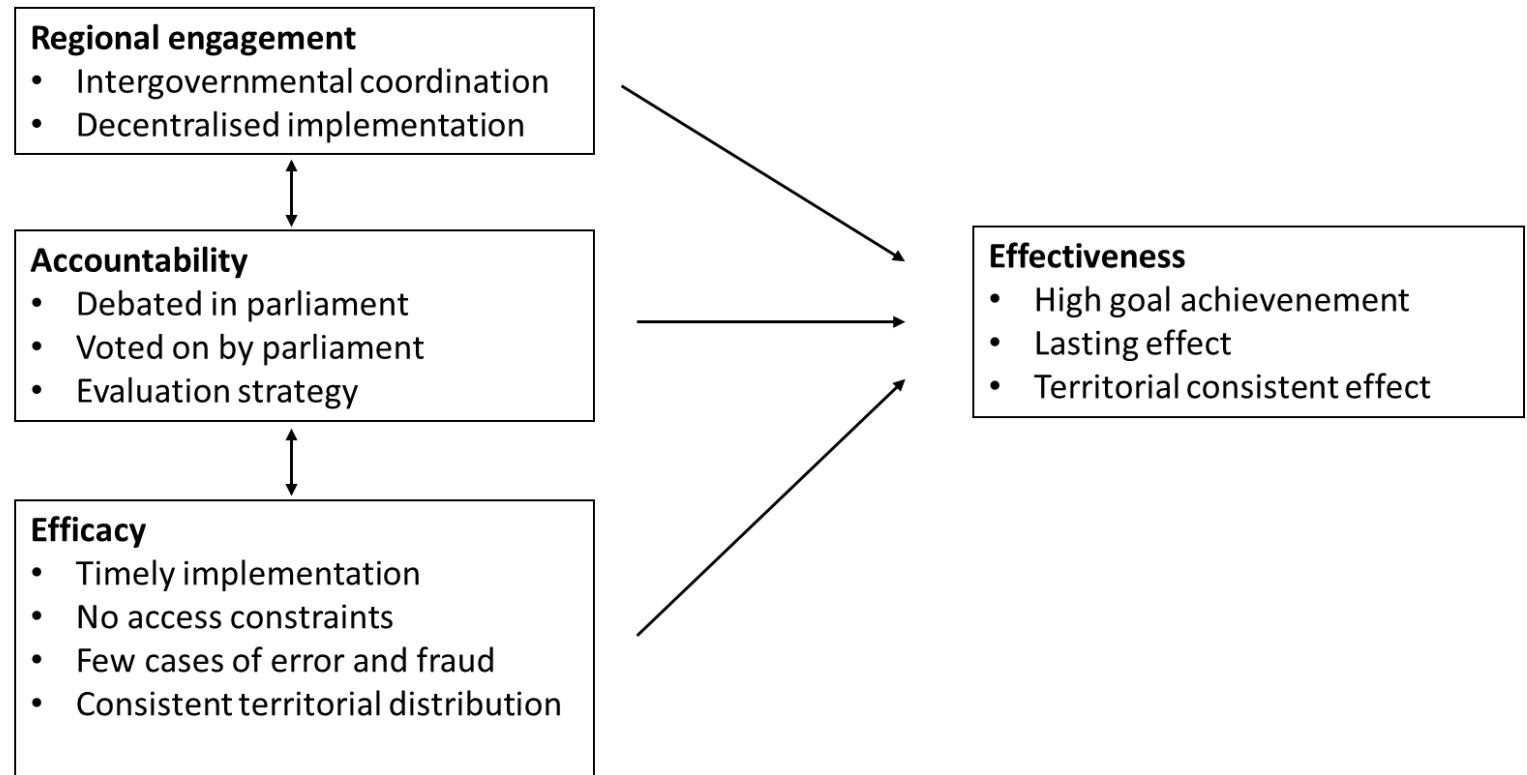 Regional engagement
• Intergovernmental coordination
• Decentralised implementation
Accountability
• Debated in parliament
• Voted on by parliament
• Evaluation strategy
Efficacy
• Timely implementation
• No access constraints
• Few cases of error and fraud
• Consistent territorial distribution
Effectiveness
• High goal achievenement
• Lasting effect
• Territorial consistent effect